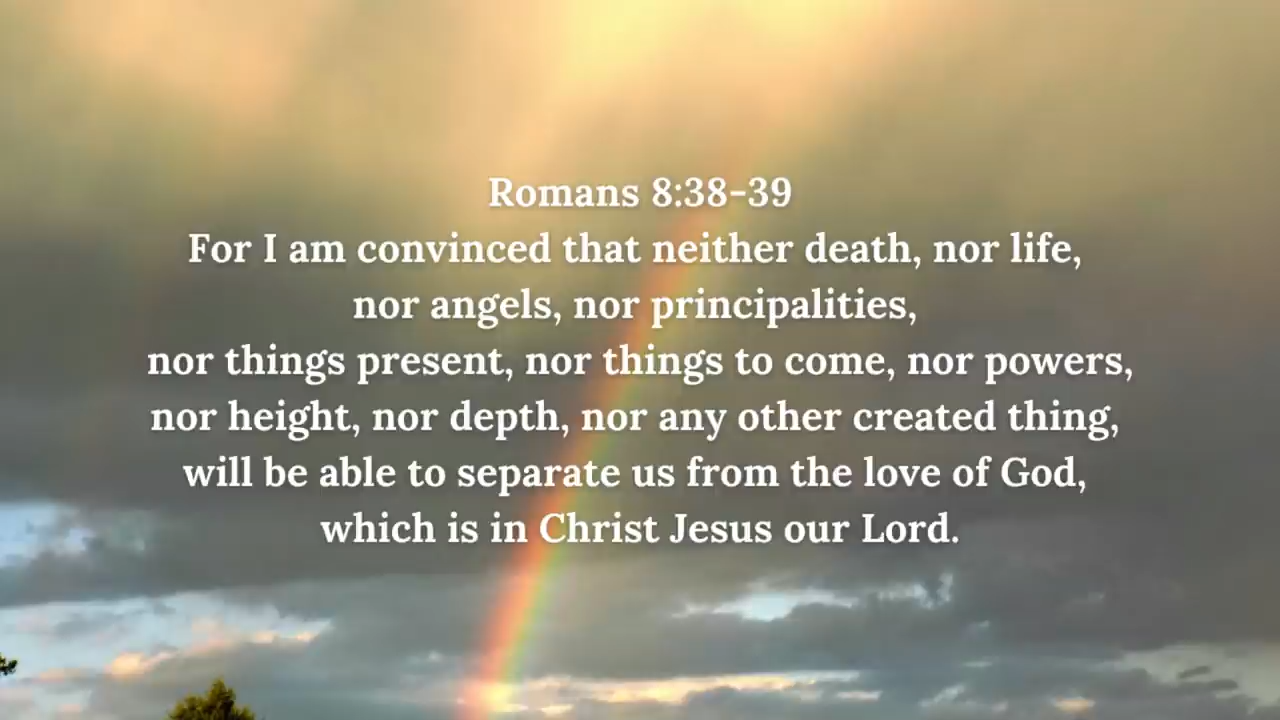 Romans 8:38-39
For I am convinced that neither death, nor life,
nor angels, nor principalities,
nor things present, nor things to come, nor powers,
nor height, nor depth, nor any other created thing,
will be able to separate us from the love of God,
which is in Christ Jesus our Lord.